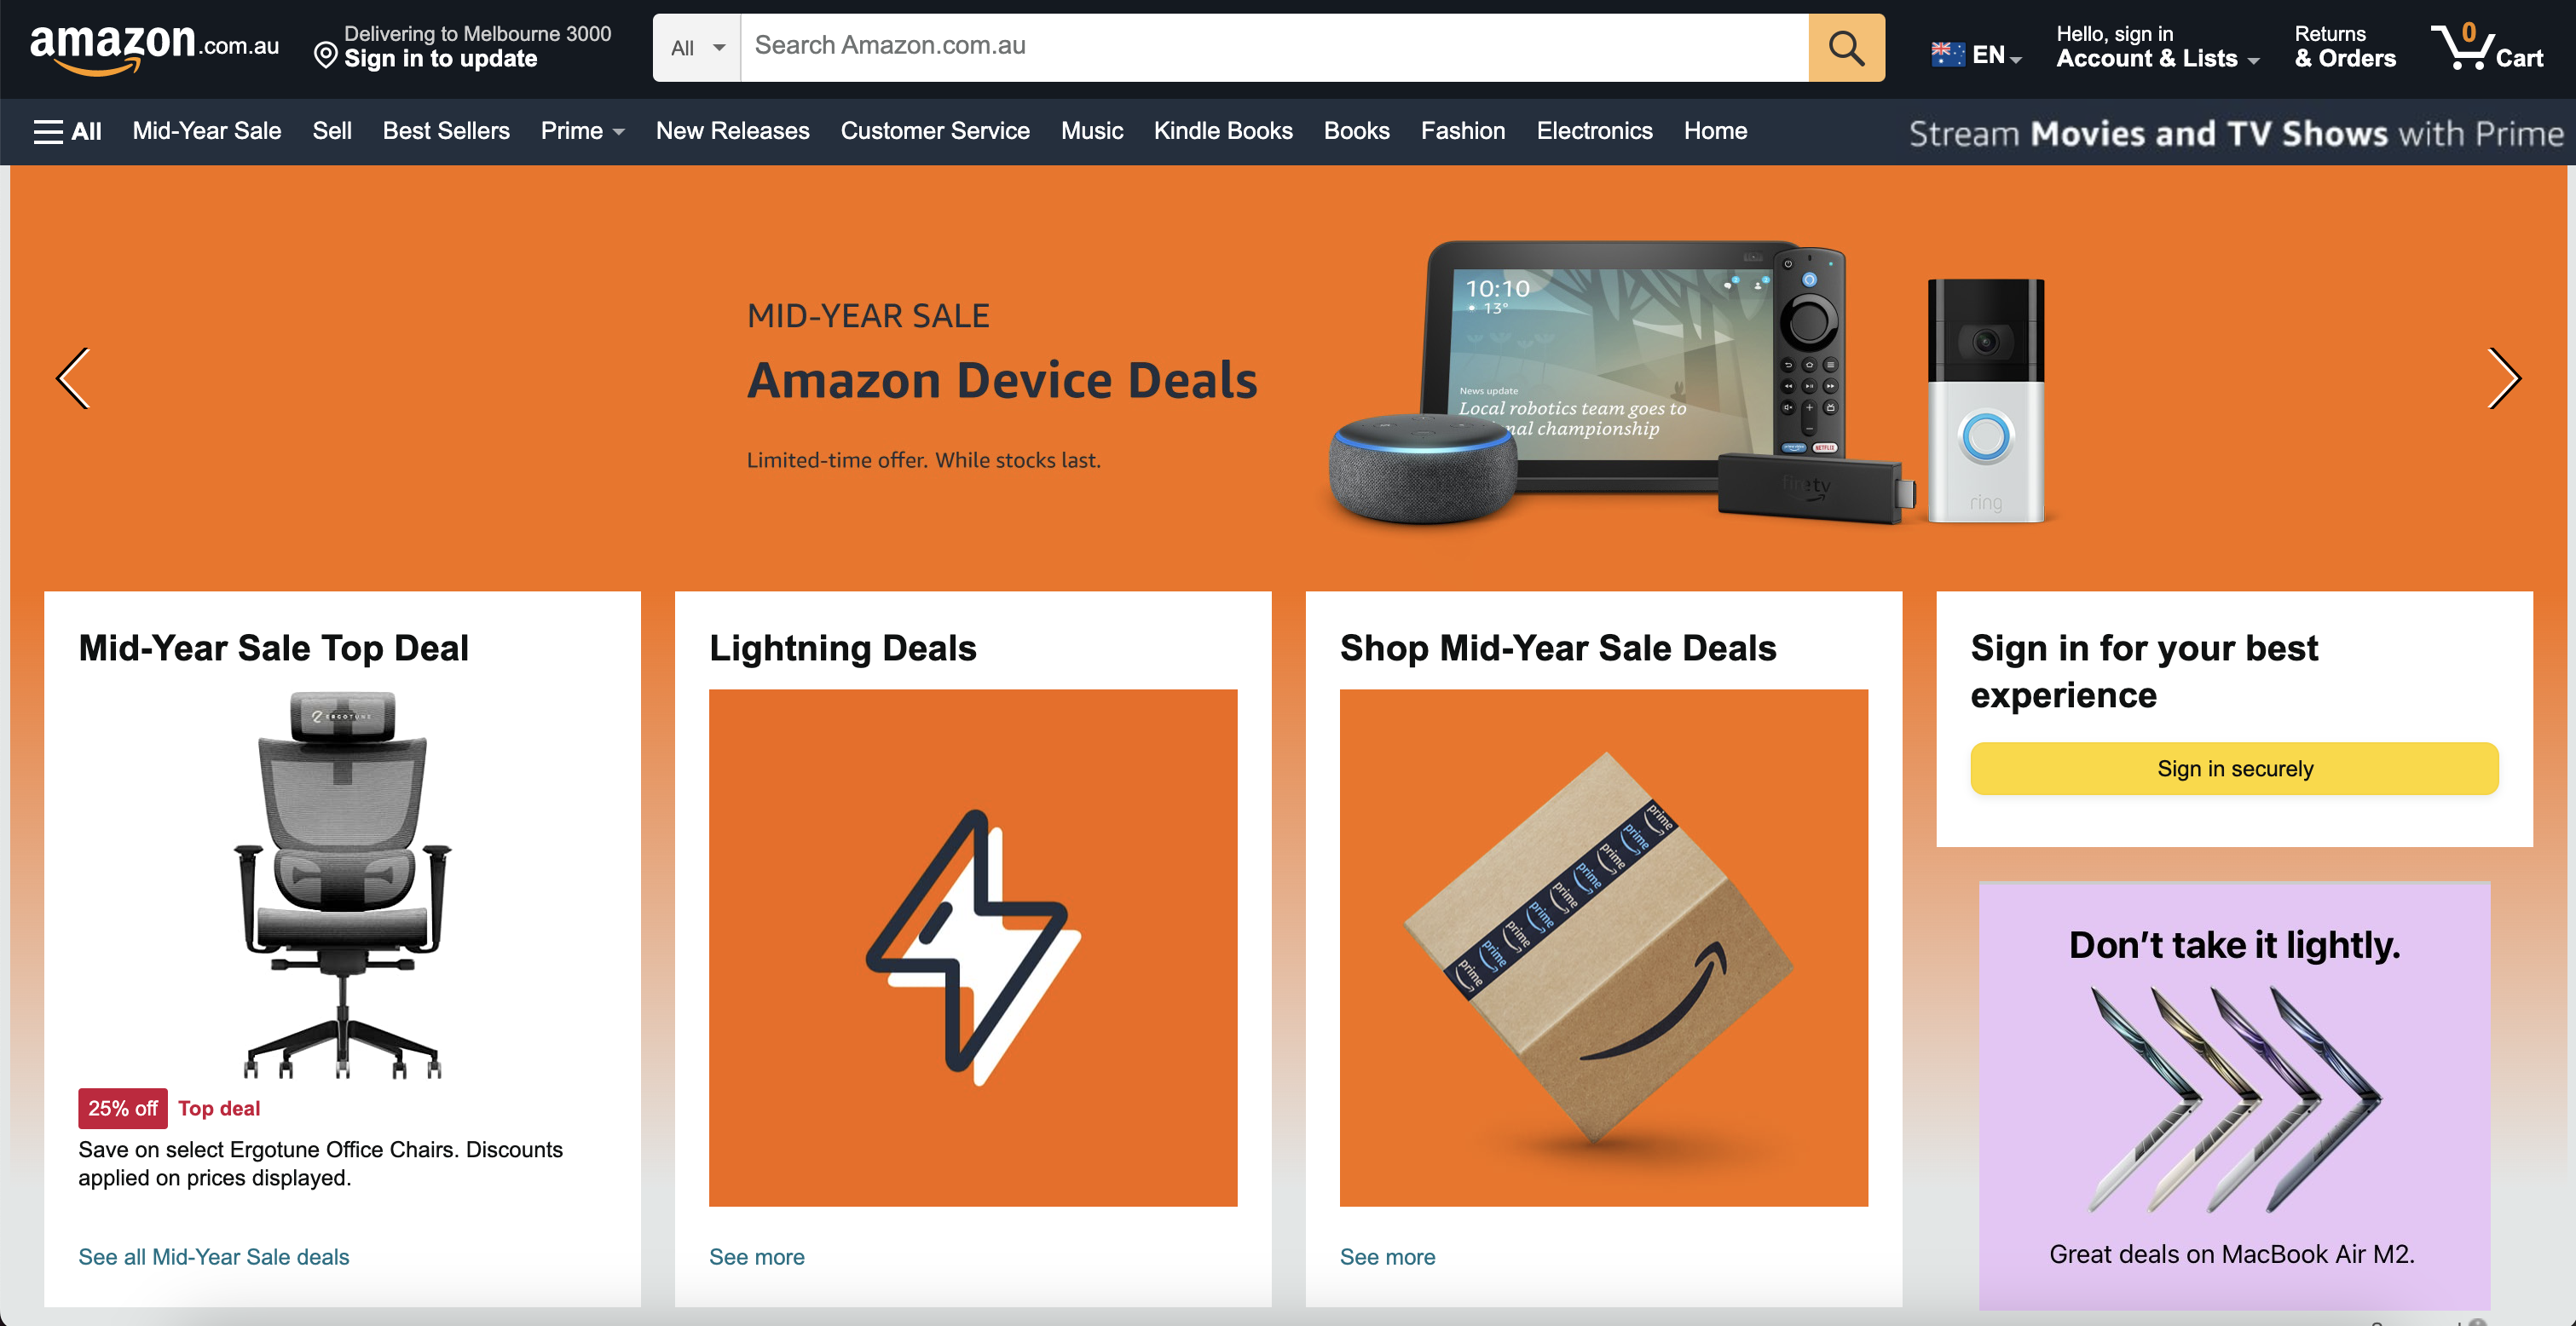 amazon.com.au
Delivering to Melbourne 3000
Sign in to update
All
Search Amazon.com.au
EN
Hello, sign in
Account & Lists
Returns
& Orders
0
Cart
All
Mid-Year Sale
Sell
Best Sellers
Prime
New Releases
Customer Service
Music
Kindle Books
Books
Fashion
Electronics
Home
Stream Movies and TV Shows with Prime
MID-YEAR SALE
Amazon Device Deals
Limited-time offer. While stocks last.
10:10
13°
News update
Local robotics team goes to
nal championship
NETFLIX
fire tv
ring
Mid-Year Sale Top Deal
ERGOTUNE
25% off
Top deal
Save on select Ergotune Office Chairs. Discounts
applied on prices displayed.
See all Mid-Year Sale deals
Lightning Deals
See more
Shop Mid-Year Sale Deals
prime
prime
prime
prime
prime
prime
prime
prime
prime
See more
Sign in for your best
experience
Sign in securely
Don't take it lightly.
Great deals on MacBook Air M2.